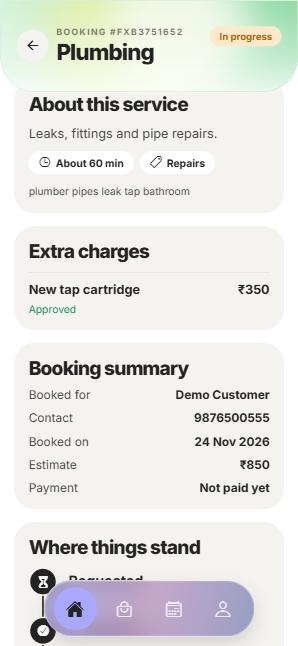 BOOKING #FXB3751652
Plumbing
In progress
About this service
Leaks, fittings and pipe repairs.
About 60 min
Repairs
plumber pipes leak tap bathroom
Extra charges
New tap cartridge ₹350
Approved
Booking summary
Booked for Demo Customer
Contact 9876500555
Booked on 24 Nov 2026
Estimate ₹850
Payment Not paid yet
Where things stand
Requested